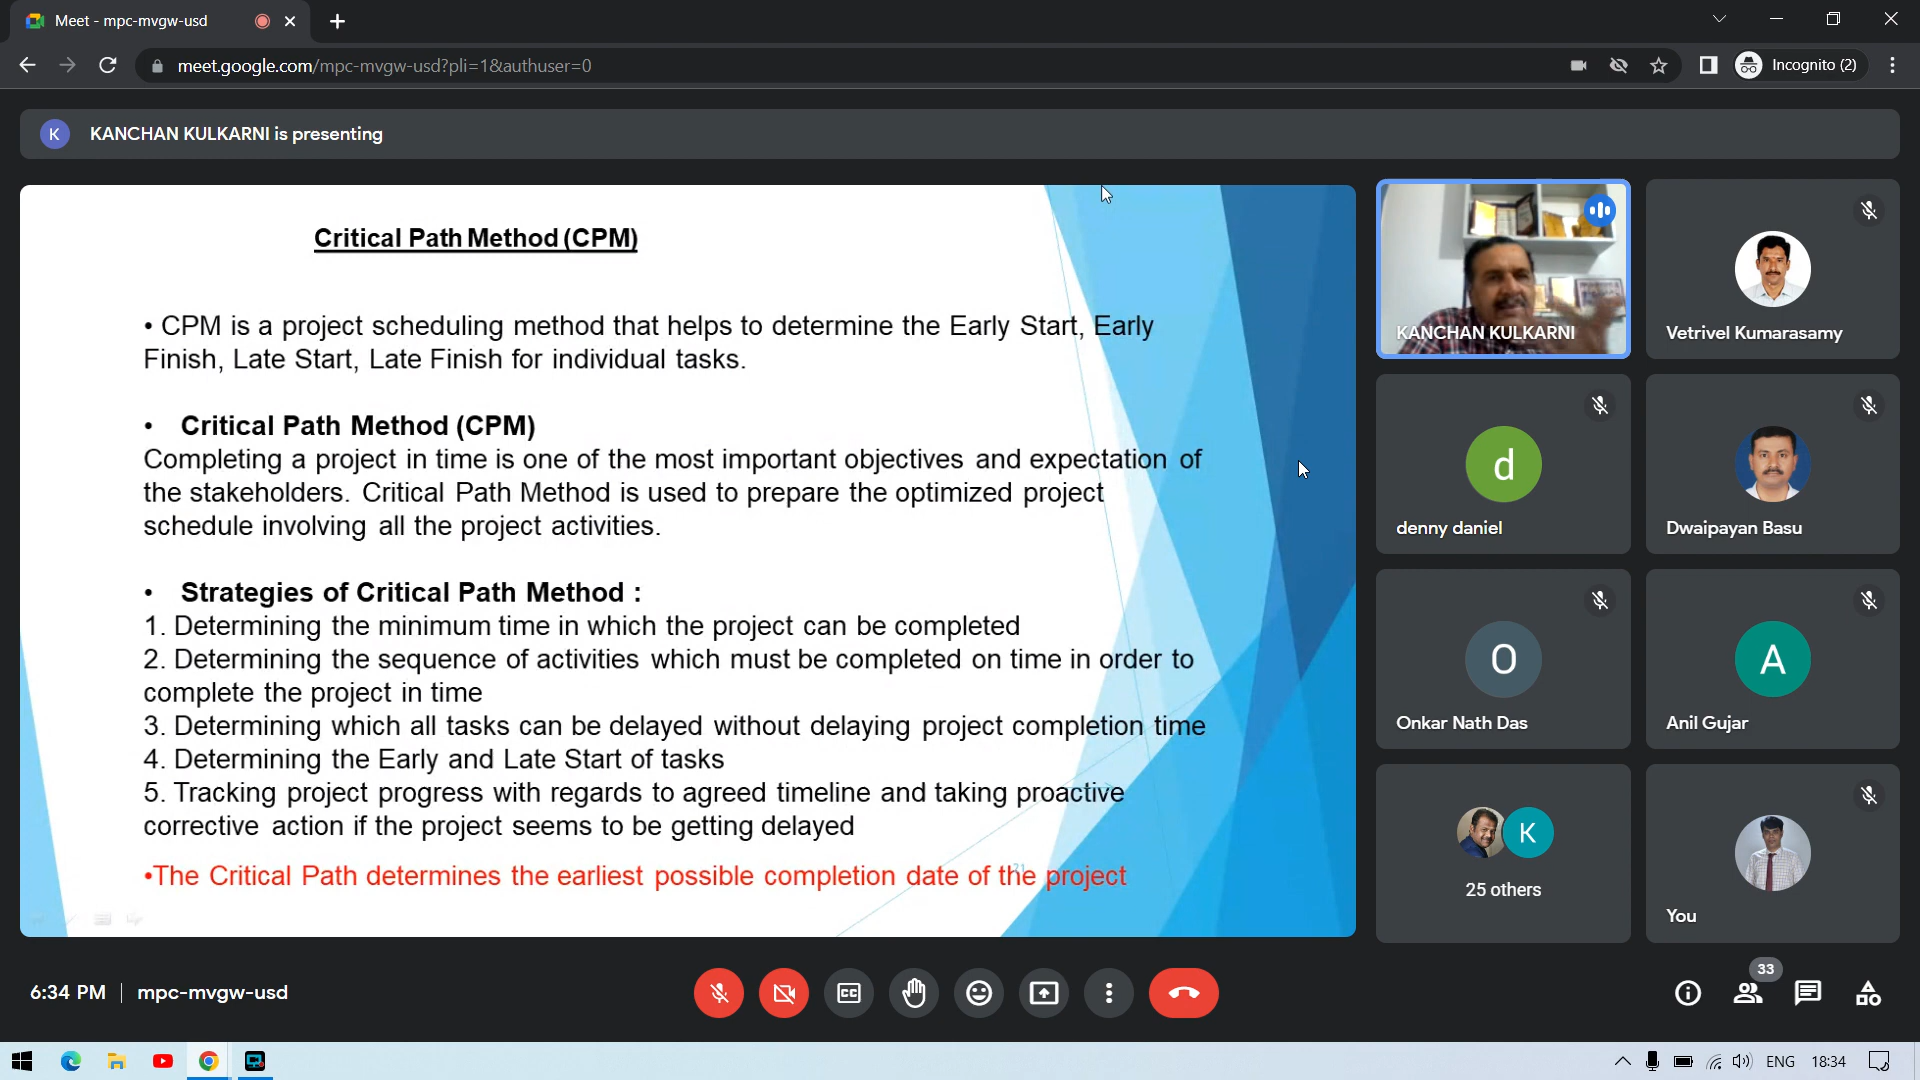 Meet - mpc-mvgw-usd
meet.google.com/mpc-mvgw-usd?pli=1&authuser=0
Incognito (2)
K
KANCHAN KULKARNI is presenting
Critical Path Method (CPM)
• CPM is a project scheduling method that helps to determine the Early Start, Early
Finish, Late Start, Late Finish for individual tasks.
• Critical Path Method (CPM)
Completing a project in time is one of the most important objectives and expectation of
the stakeholders. Critical Path Method is used to prepare the optimized project
schedule involving all the project activities.
• Strategies of Critical Path Method :
1. Determining the minimum time in which the project can be completed
2. Determining the sequence of activities which must be completed on time in order to
complete the project in time
3. Determining which all tasks can be delayed without delaying project completion time
4. Determining the Early and Late Start of tasks
5. Tracking project progress with regards to agreed timeline and taking proactive
corrective action if the project seems to be getting delayed
•The Critical Path determines the earliest possible completion date of the project
21
KANCHAN KULKARNI
Vetrivel Kumarasamy
d
denny daniel
Dwaipayan Basu
O
Onkar Nath Das
A
Anil Gujar
K
25 others
You
6:34 PM | mpc-mvgw-usd
CC
33
ENG
18:34